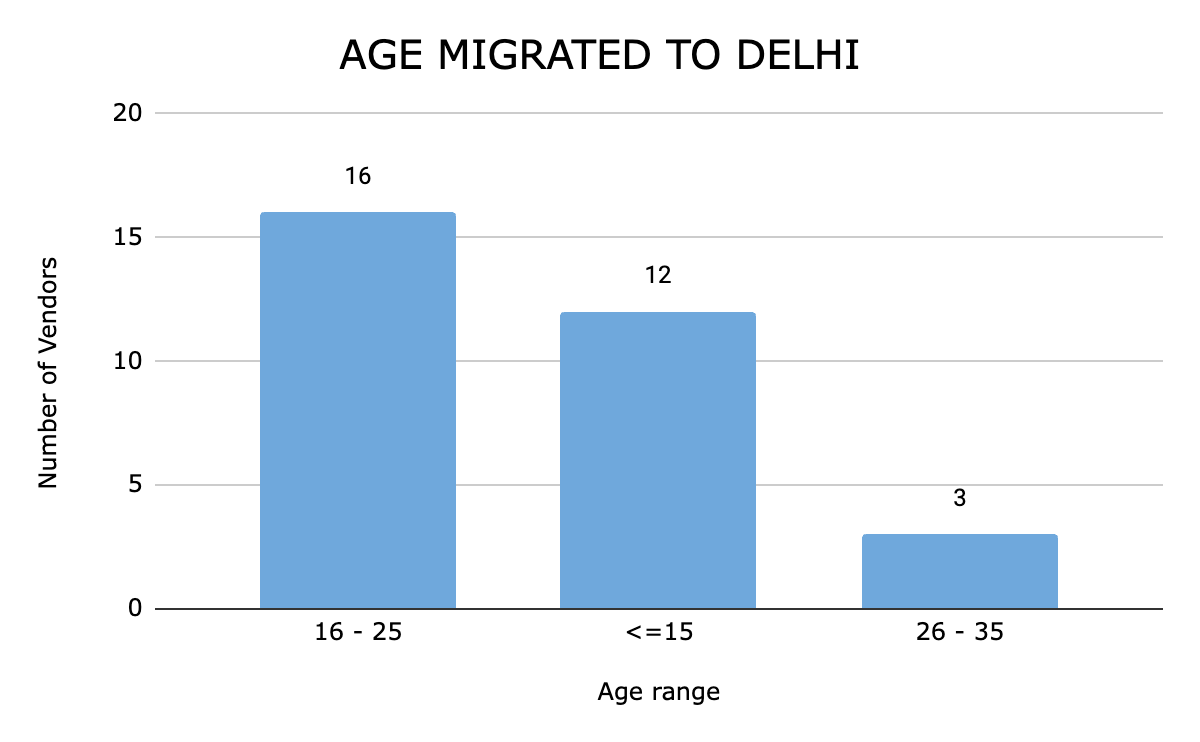 AGE MIGRATED TO DELHI
20
15
10
5
0
Number of Vendors
16
12
3
16 - 25
<=15
26 - 35
Age range